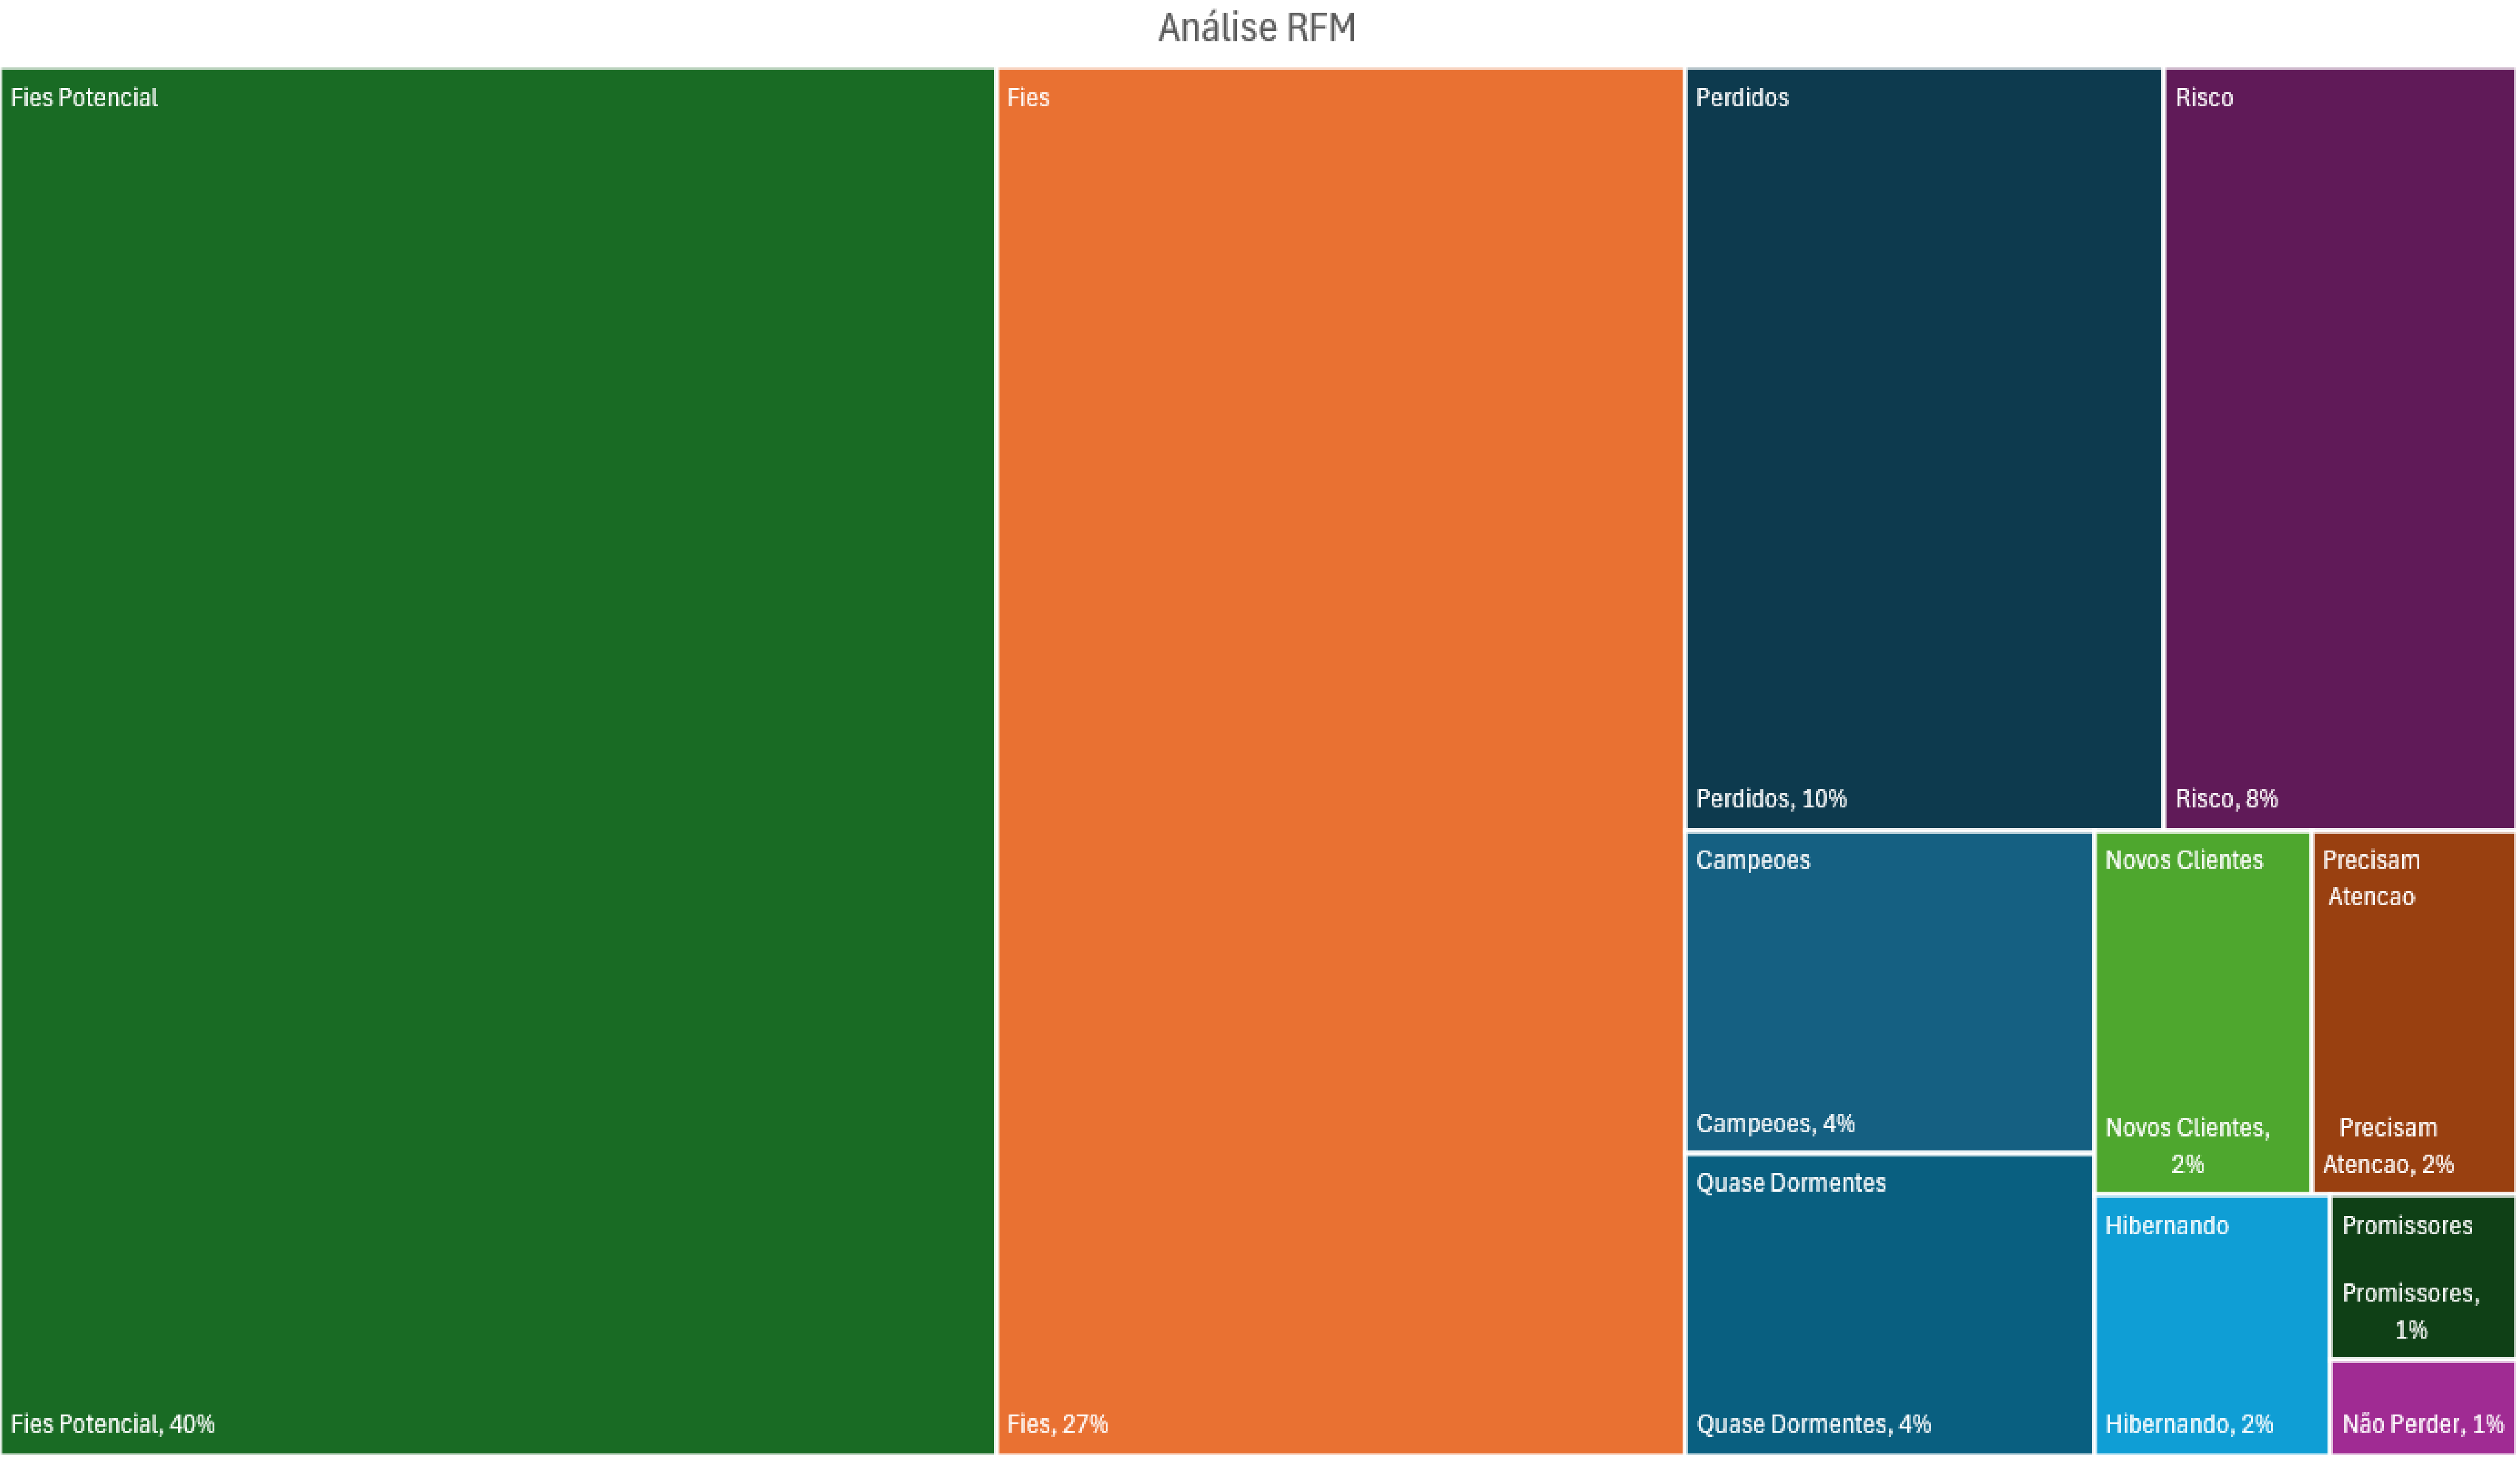 Análise RFM
Fies Potencial
Fies Potencial, 40%
Fies
Fies, 27%
Perdidos
Perdidos, 10%
Risco
Risco, 8%
Campeoes
Campeoes, 4%
Quase Dormentes
Quase Dormentes, 4%
Novos Clientes
Novos Clientes,
2%
Precisam
Atencao
Precisam
Atencao, 2%
Hibernando
Hibernando, 2%
Promissores
Promissores,
1%
Não Perder, 1%